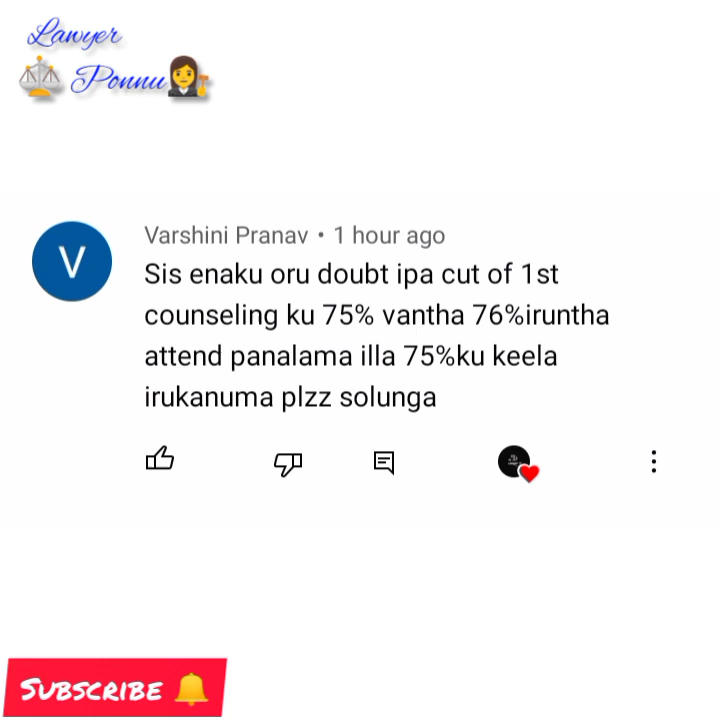 Lawyer
Ponnu
V
Varshini Pranav • 1 hour ago
Sis enaku oru doubt ipa cut of 1st
counseling ku 75% vantha 76%iruntha
attend panalama illa 75%ku keela
irukanuma plzz solunga
SUBSCRIBE